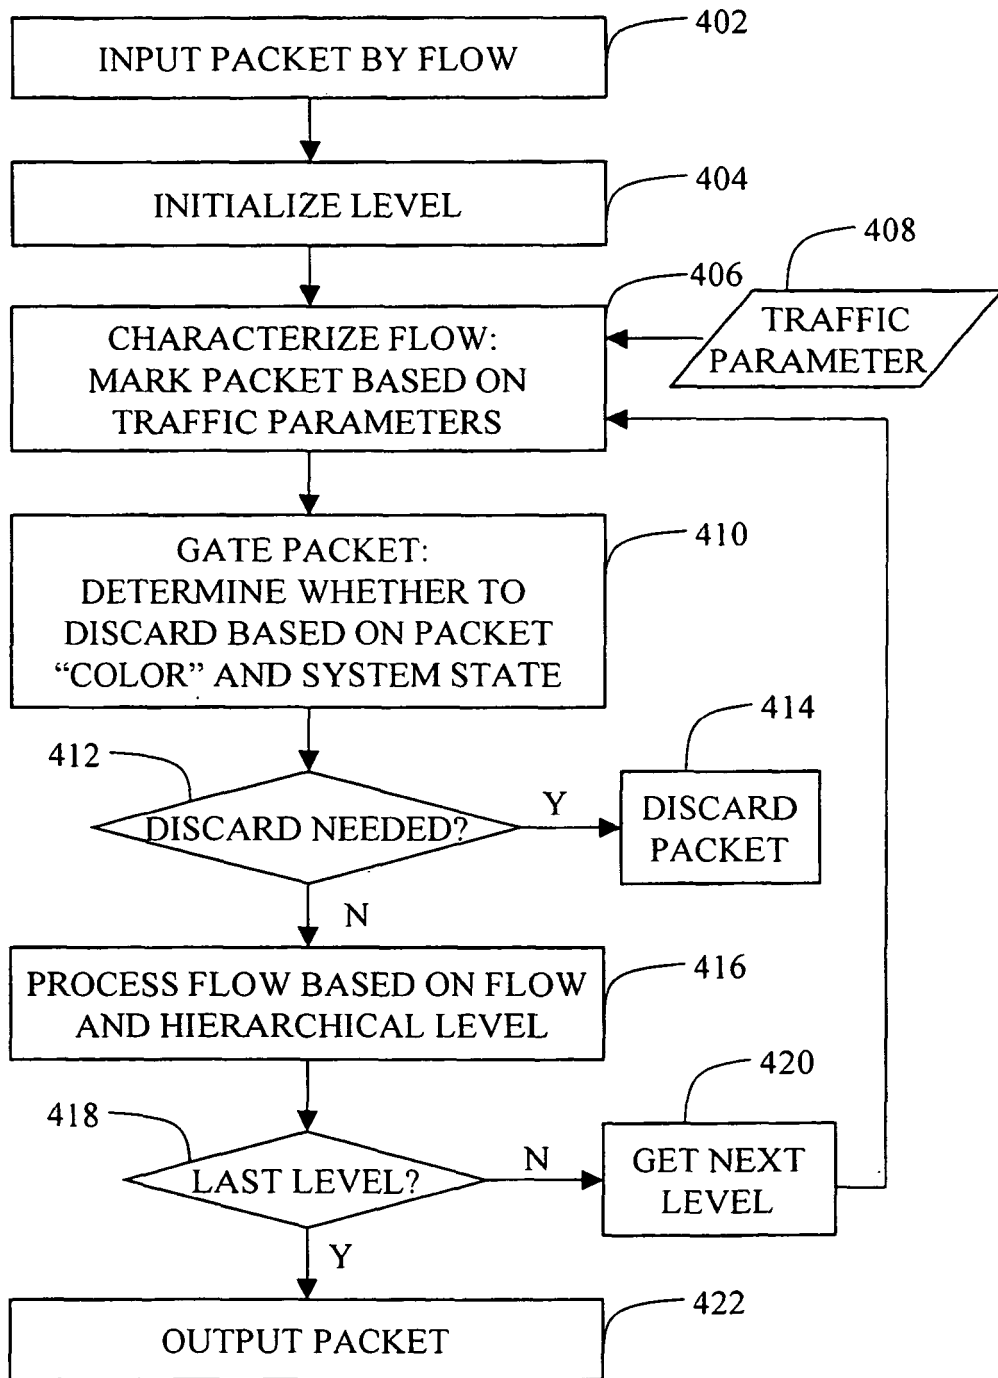 402
INPUT PACKET BY FLOW
404
INITIALIZE LEVEL
408
406
TRAFFIC
PARAMETER
CHARACTERIZE FLOW:
MARK PACKET BASED ON
TRAFFIC PARAMETERS
410
GATE PACKET:
DETERMINE WHETHER TO
DISCARD BASED ON PACKET
“COLOR” AND SYSTEM STATE
414
412
DISCARD NEEDED?
Y
DISCARD
PACKET
N
416
PROCESS FLOW BASED ON FLOW
AND HIERARCHICAL LEVEL
420
418
LAST LEVEL?
N
GET NEXT
LEVEL
Y
422
OUTPUT PACKET